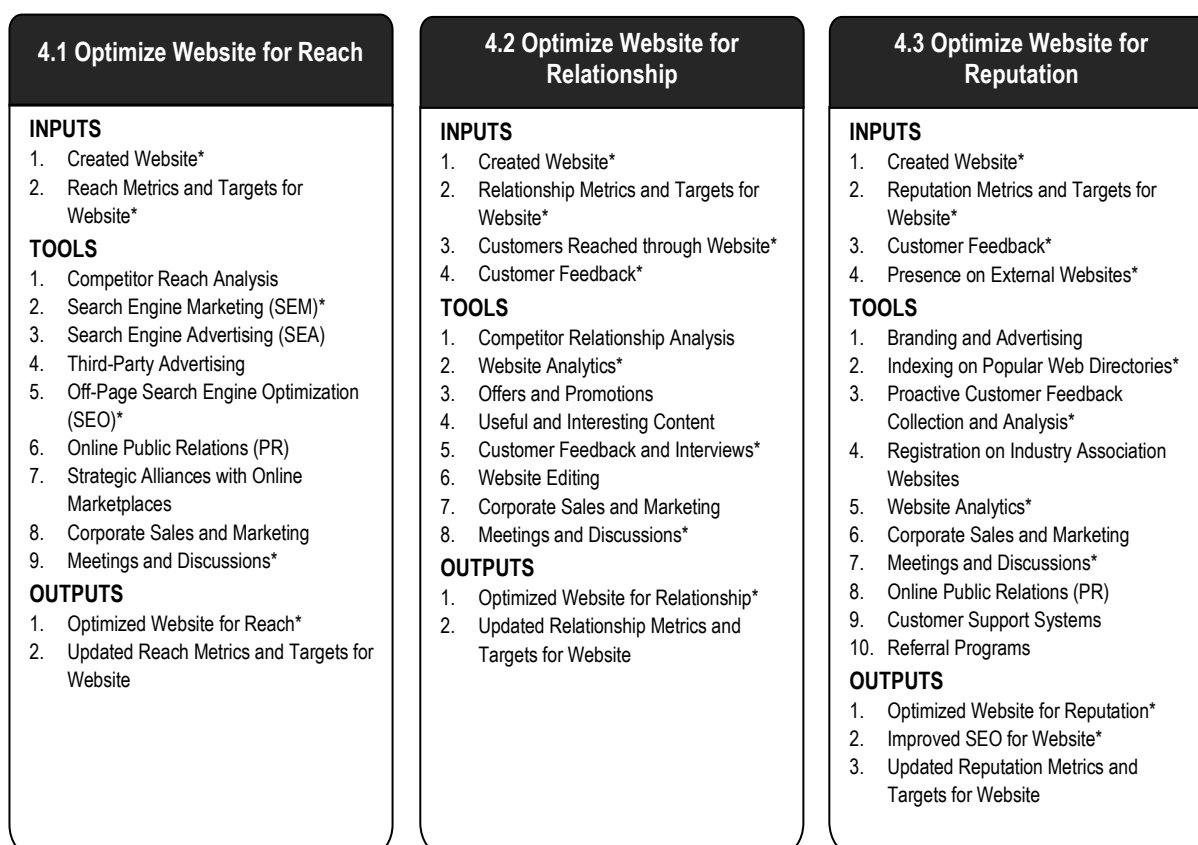 4.1 Optimize Website for Reach
INPUTS
1. Created Website*
2. Reach Metrics and Targets for
Website*
TOOLS
1. Competitor Reach Analysis
2. Search Engine Marketing (SEM)*
3. Search Engine Advertising (SEA)
4. Third-Party Advertising
5. Off-Page Search Engine Optimization
(SEO)*
6. Online Public Relations (PR)
7. Strategic Alliances with Online
Marketplaces
8. Corporate Sales and Marketing
9. Meetings and Discussions*
OUTPUTS
1. Optimized Website for Reach*
2. Updated Reach Metrics and Targets for
Website
4.2 Optimize Website for
Relationship
INPUTS
1. Created Website*
2. Relationship Metrics and Targets for
Website*
3. Customers Reached through Website*
4. Customer Feedback*
TOOLS
1. Competitor Relationship Analysis
2. Website Analytics*
3. Offers and Promotions
4. Useful and Interesting Content
5. Customer Feedback and Interviews*
6. Website Editing
7. Corporate Sales and Marketing
8. Meetings and Discussions*
OUTPUTS
1. Optimized Website for Relationship*
2. Updated Relationship Metrics and
Targets for Website
4.3 Optimize Website for
Reputation
INPUTS
1. Created Website*
2. Reputation Metrics and Targets for
Website*
3. Customer Feedback*
4. Presence on External Websites*
TOOLS
1. Branding and Advertising
2. Indexing on Popular Web Directories*
3. Proactive Customer Feedback
Collection and Analysis*
4. Registration on Industry Association
Websites
5. Website Analytics*
6. Corporate Sales and Marketing
7. Meetings and Discussions*
8. Online Public Relations (PR)
9. Customer Support Systems
10. Referral Programs
OUTPUTS
1. Optimized Website for Reputation*
2. Improved SEO for Website*
3. Updated Reputation Metrics and
Targets for Website